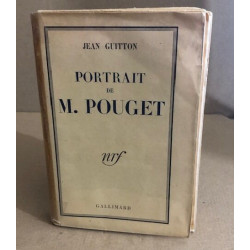 JEAN GUITTON
PORTRAIT
DE
M. POUGET
nrf
GALLIMARD